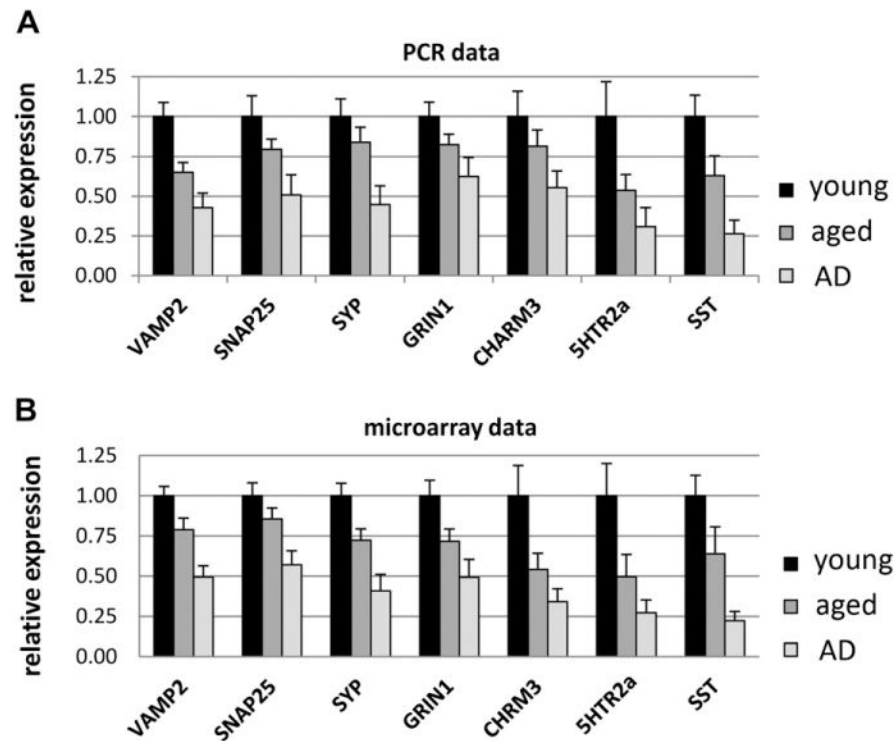 A
PCR data
relative expression
1.25
1.00
0.75
0.50
0.25
0.00
VAMP2
SNAP25
SYP
GRIN1
CHARM3
5HTR2a
SST
young
aged
AD
B
microarray data
relative expression
1.25
1.00
0.75
0.50
0.25
0.00
VAMP2
SNAP25
SYP
GRIN1
CHRM3
5HTR2a
SST
young
aged
AD